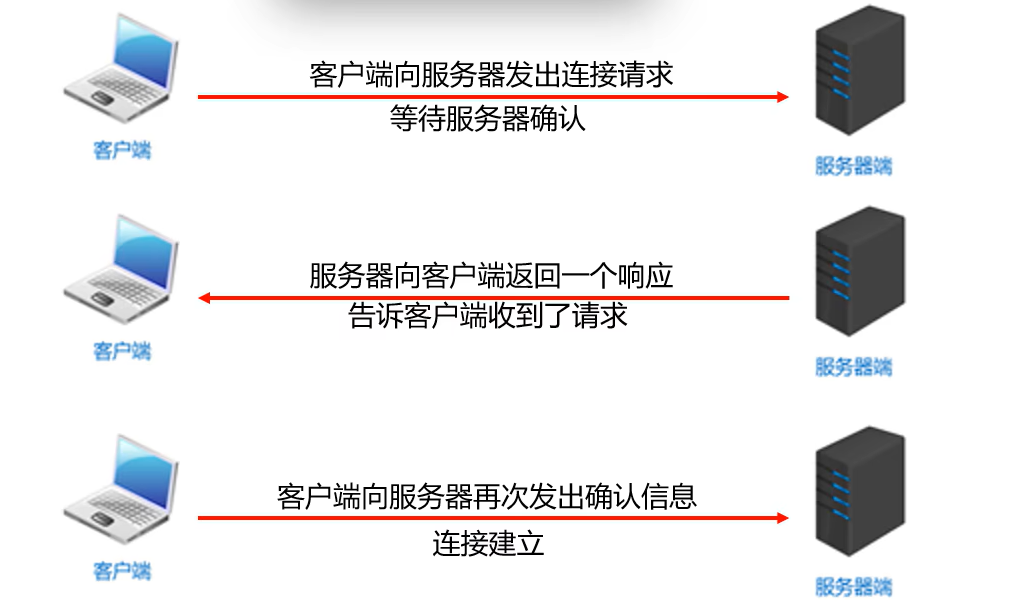 客户端向服务器发出连接请求
等待服务器确认
客户端
服务器端
服务器向客户端返回一个响应
告诉客户端收到了请求
客户端
服务器端
客户端向服务器再次发出确认信息
连接建立
客户端
服务器端